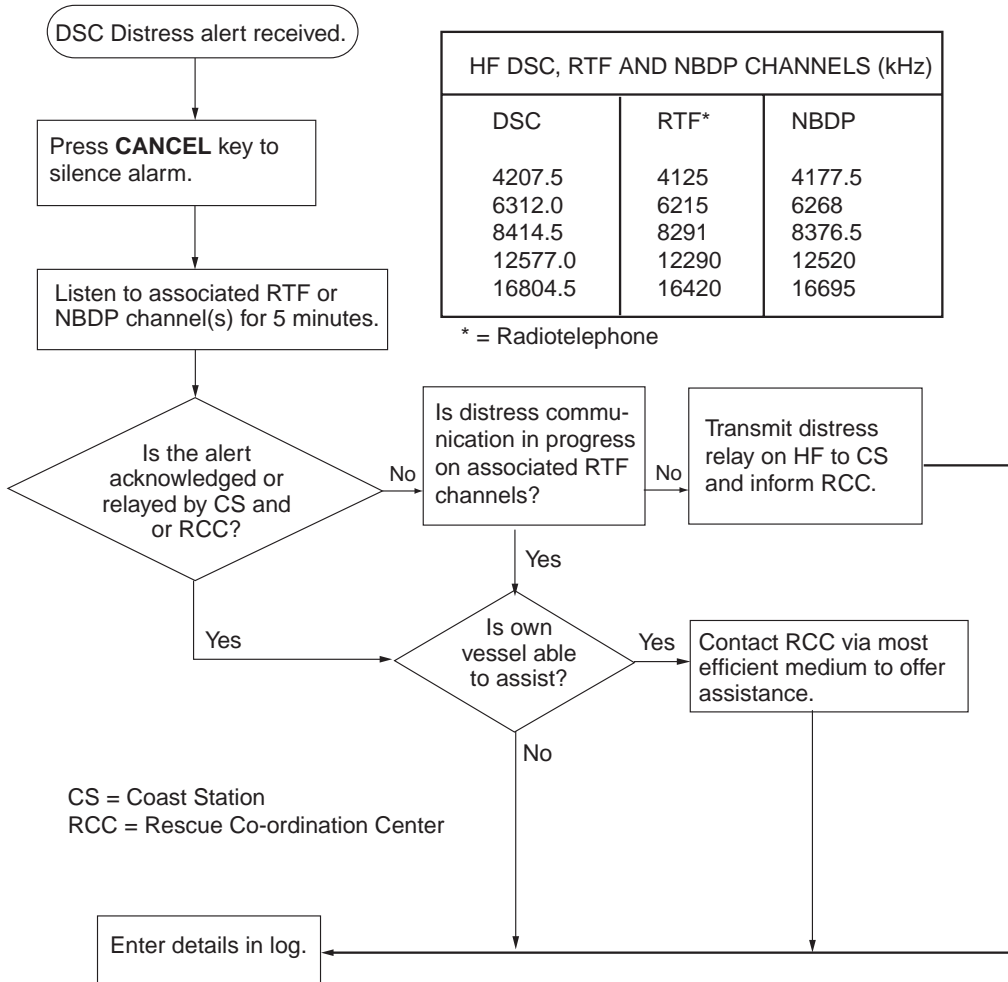 DSC Distress alert received.
Press CANCEL key to
silence alarm.
Listen to associated RTF or
NBDP channel(s) for 5 minutes.
HF DSC, RTF AND NBDP CHANNELS (kHz)
DSC RTF* NBDP
4207.5 4125 4177.5
6312.0 6215 6268
8414.5 8291 8376.5
12577.0 12290 12520
16804.5 16420 16695
* = Radiotelephone
Is the alert
acknowledged or
relayed by CS and
or RCC?
No
Is distress commu-
nication in progress
on associated RTF
channels?
No
Transmit distress
relay on HF to CS
and inform RCC.
Yes
Yes
Is own
vessel able
to assist?
Yes
Contact RCC via most
efficient medium to offer
assistance.
No
CS = Coast Station
RCC = Rescue Co-ordination Center
Enter details in log.